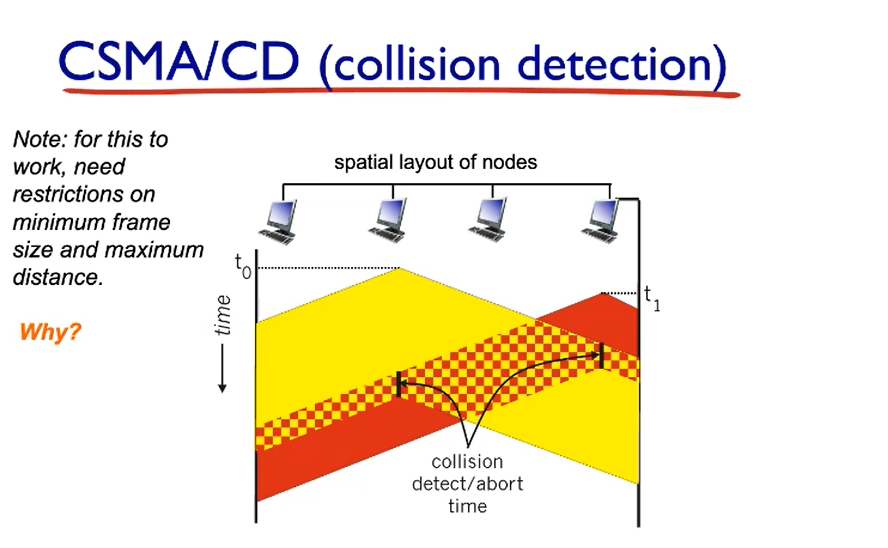 CSMA/CD (collision detection)
Note: for this to
work, need
restrictions on
minimum frame
size and maximum
distance.
Why?
spatial layout of nodes
t0
t1
time
collision
detect/abort
time